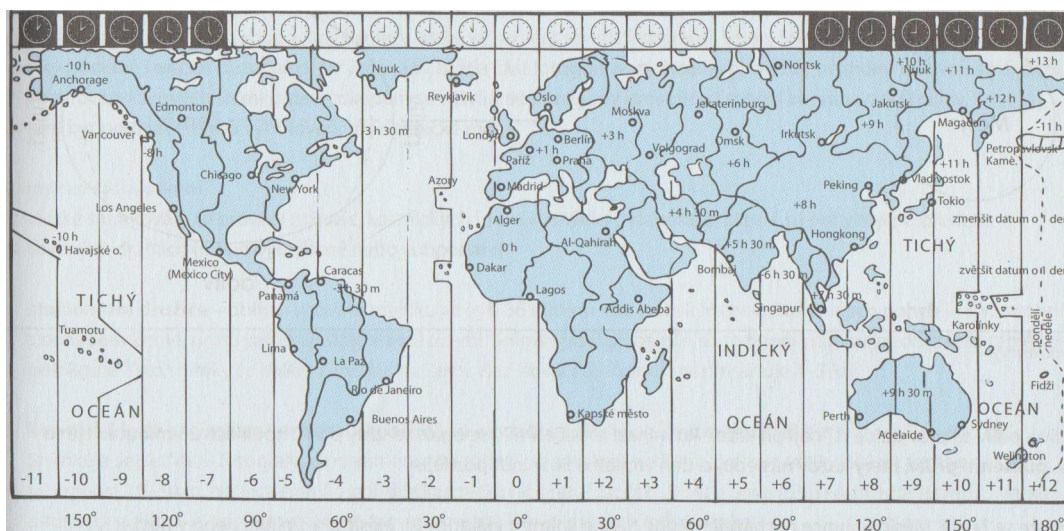 -10 h
Anchorage
Nuuk
Reykjavik
Oslo
Norilsk
+10 h
Nuuk
+11 h
+13 h
Edmonton
Moskva
Jekaterinburg
Jakutsk
+12 h
Vancouver
-3 h 30 m
Londýn
Berlín
+3 h
Omsk
Irkutsk
+9 h
Magadan
-11 h
-8 h
Paříž
+1 h
Praha
Volgograd
+6 h
Petropavlovsk
Kamč.
+11 h
Chicago
New York
Azory
Madrid
Peking
Vladivostok
Los Angeles
Alger
+4 h 30 m
+8 h
Tokio
zmenšit datum o 1 den
-10 h
Havajské o.
0 h
Al-Qahirah
+5 h 30 m
Hongkong
TICHÝ
Mexico
(Mexico City)
Caracas
Dakar
Bombaj
+6 h 30 m
zvětšit datum o 1 den
Panamá
-3 h 30 m
Lagos
Addis Abeba
Singapur
+7 h 30 m
TICHÝ
Karolínky
Tuamotu
Lima
La Paz
INDICKÝ
pondělí
neděle
Rio de Janeiro
+9 h 30 m
Fidži
OCEÁN
Buenos Aires
Kapské město
OCEÁN
Perth
OCEÁN
Adelaide
Sydney
Wellington
-11 -10 -9 -8 -7 -6 -5 -4 -3 -2 -1 0 +1 +2 +3 +4 +5 +6 +7 +8 +9 +10 +11 +12
150° 120° 90° 60° 30° 0° 30° 60° 90° 120° 150° 180°